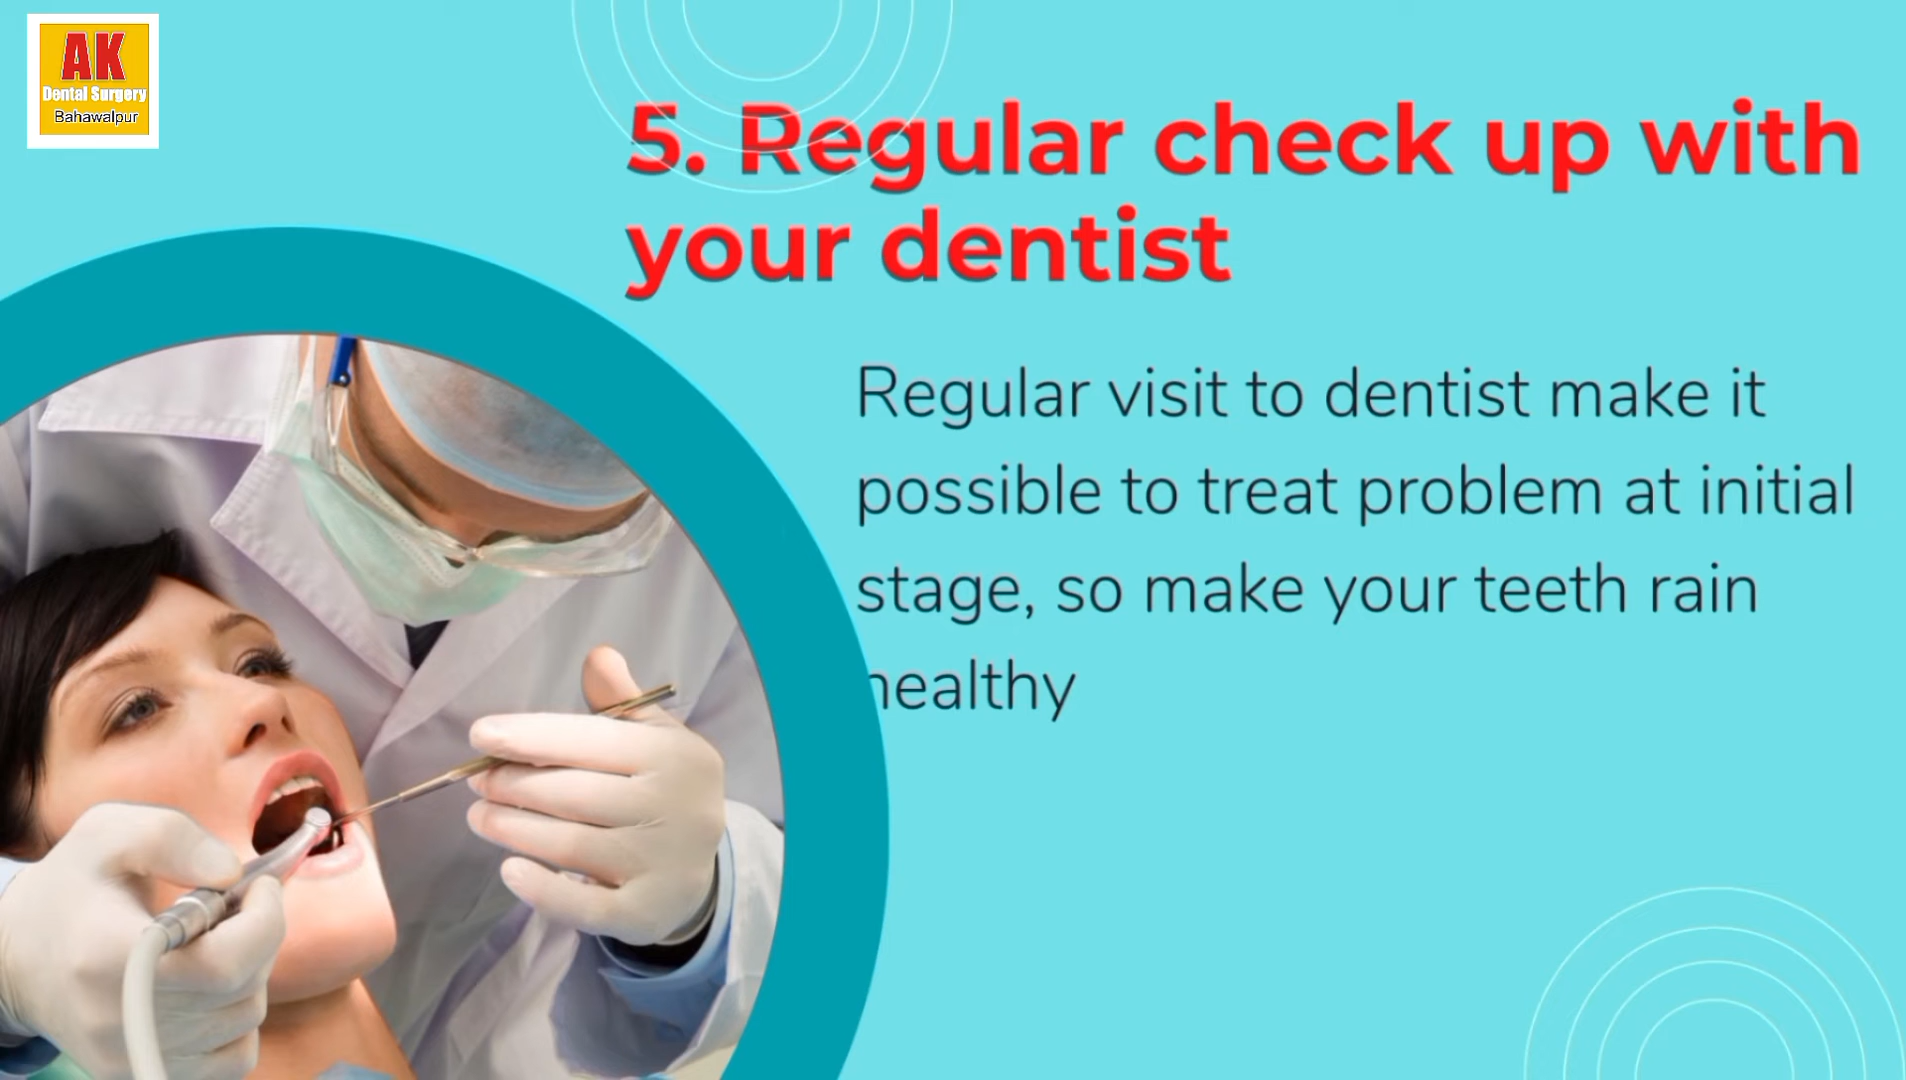 AK
Dental Surgery
Bahawalpur
5. Regular check up with
your dentist
Regular visit to dentist make it
possible to treat problem at initial
stage, so make your teeth rain
healthy